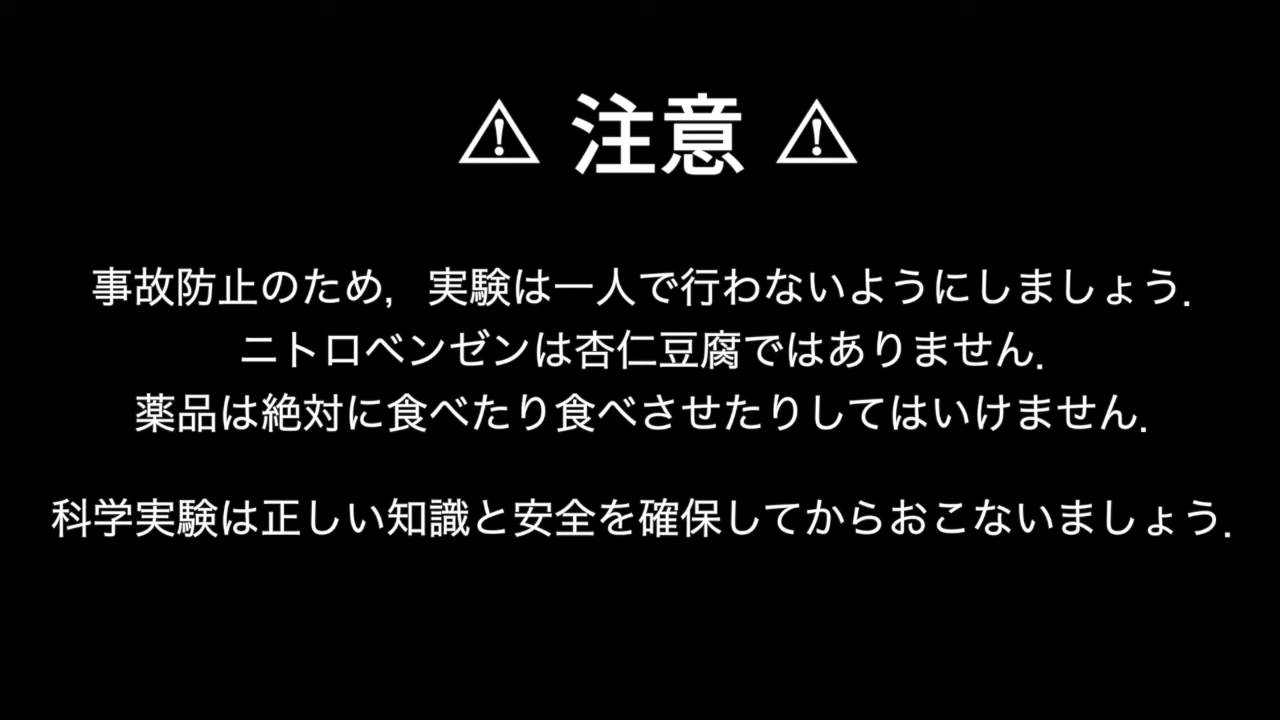 ⚠ 注意 ⚠
事故防止のため，実験は一人で行わないようにしましょう．
ニトロベンゼンは杏仁豆腐ではありません．
薬品は絶対に食べたり食べさせたりしてはいけません．
科学実験は正しい知識と安全を確保してからおこないましょう．